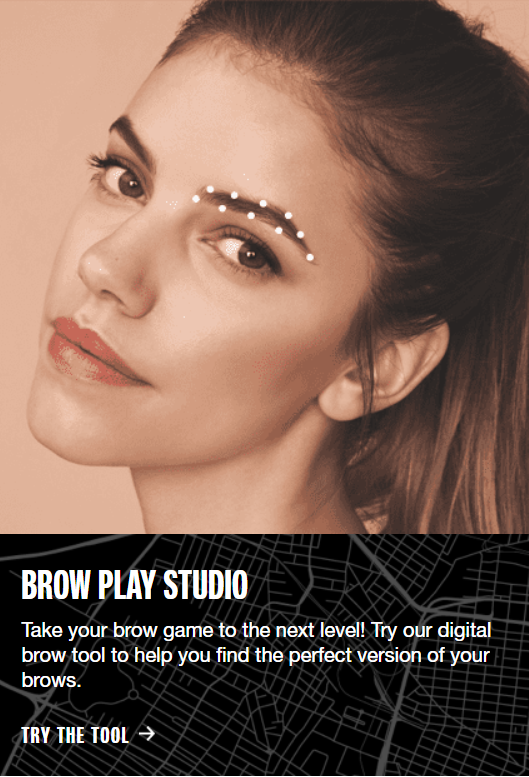 BROW PLAY STUDIO
Take your brow game to the next level! Try our digital
brow tool to help you find the perfect version of your
brows.
TRY THE TOOL →